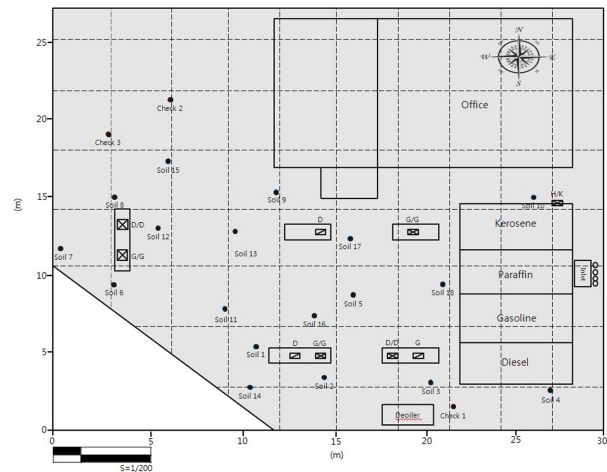 25
20
15
10
5
0
(m)
N
W
E
S
Office
Check 2
Check 3
Soil 15
Soil 8
Soil 9
Soil 10
H/K
D/D
G/G
Soil 12
Soil 13
D
G/G
Soil 17
Kerosene
Soil 7
Soil 6
Soil 5
Soil 18
Paraffin
Inlet
Soil11
Soil 16
Gasoline
Soil 1
D
G/G
D/D
G
Diesel
Soil 14
Soil 2
Soil 3
Soil 4
Deoiler
Check 1
0
5
10
15
20
25
30
(m)
S=1/200